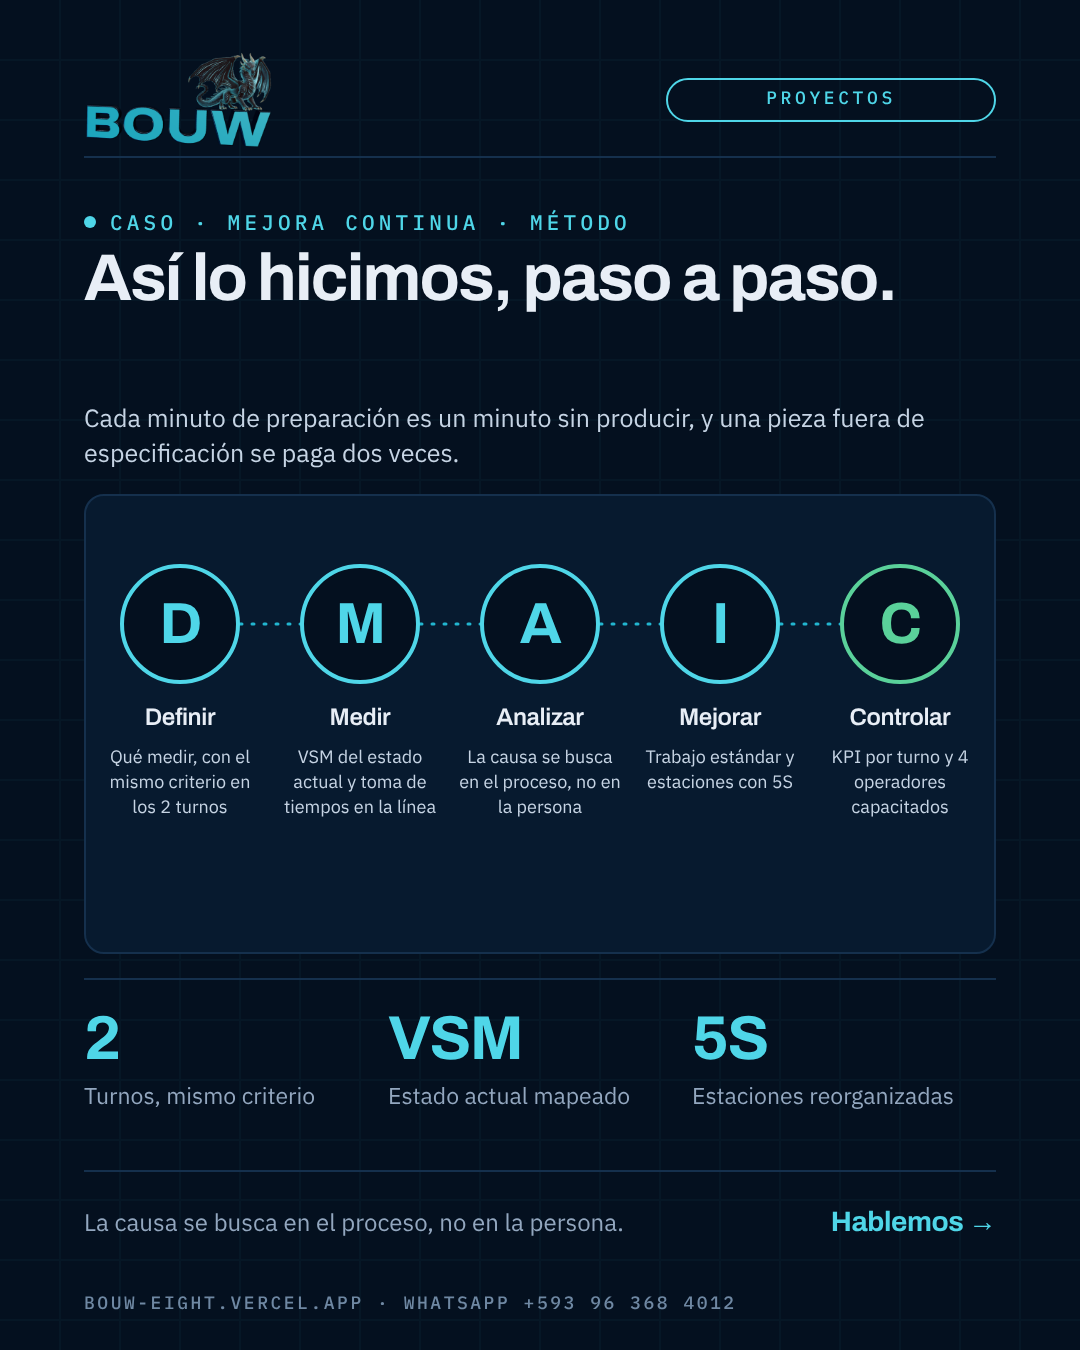 BOUW
PROYECTOS
CASO · MEJORA CONTINUA · MÉTODO
Así lo hicimos, paso a paso.
Cada minuto de preparación es un minuto sin producir, y una pieza fuera de
especificación se paga dos veces.
D
M
A
I
C
Definir
Qué medir, con el
mismo criterio en
los 2 turnos
Medir
VSM del estado
actual y toma de
tiempos en la línea
Analizar
La causa se busca
en el proceso, no en
la persona
Mejorar
Trabajo estándar y
estaciones con 5S
Controlar
KPI por turno y 4
operadores
capacitados
2
Turnos, mismo criterio
VSM
Estado actual mapeado
5S
Estaciones reorganizadas
La causa se busca en el proceso, no en la persona.
Hablemos →
BOUW-EIGHT.VERCEL.APP · WHATSAPP +593 96 368 4012